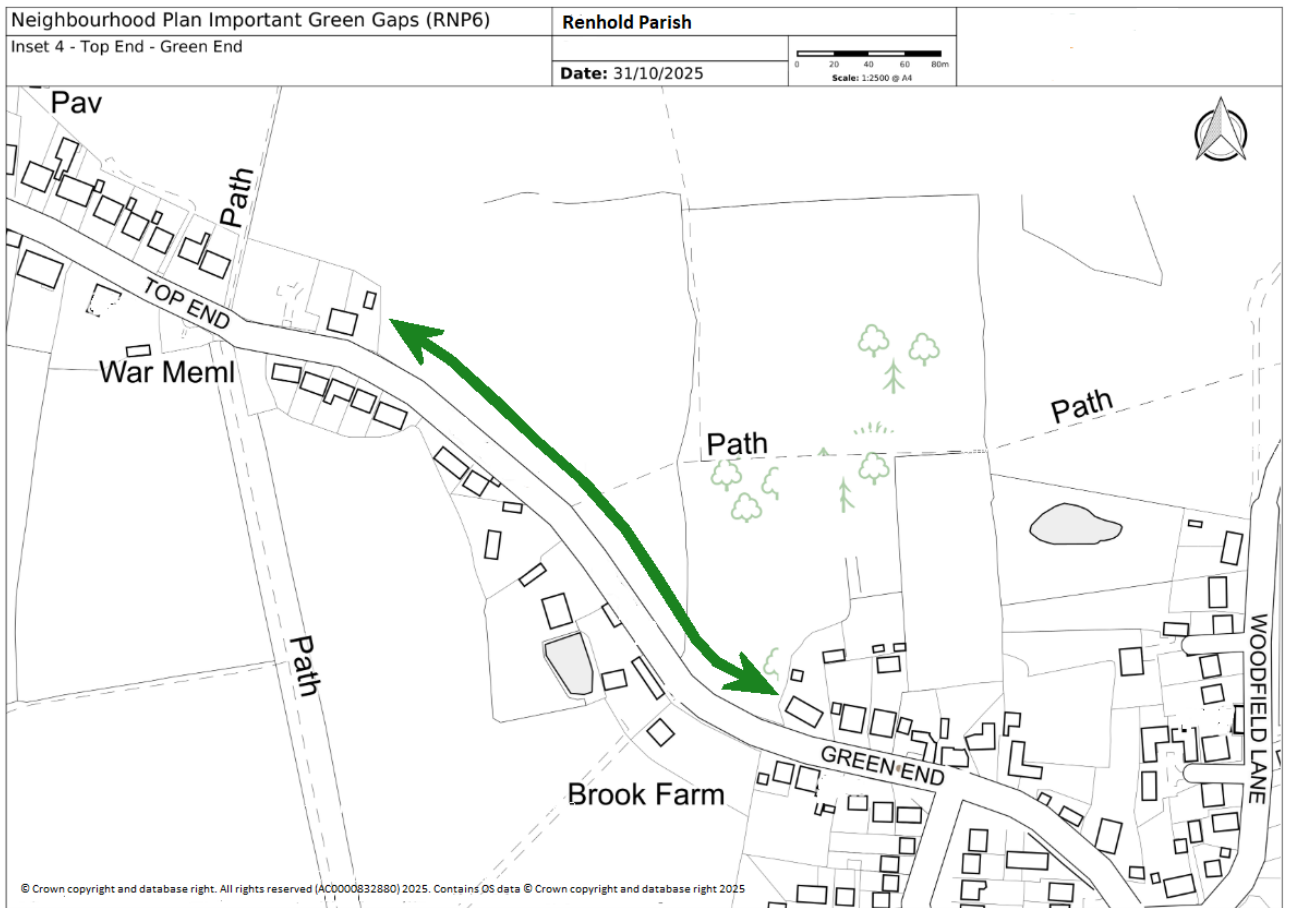 Neighbourhood Plan Important Green Gaps (RNP6)
Renhold Parish
Inset 4 - Top End - Green End
Date: 31/10/2025
0 20 40 60 80m
Scale: 1:2500 @ A4
Pav
Path
TOP END
War Meml
Path
Path
Path
WOODFIELD LANE
GREEN END
Brook Farm
© Crown copyright and database right. All rights reserved (AC0000832880) 2025. Contains OS data © Crown copyright and database right 2025